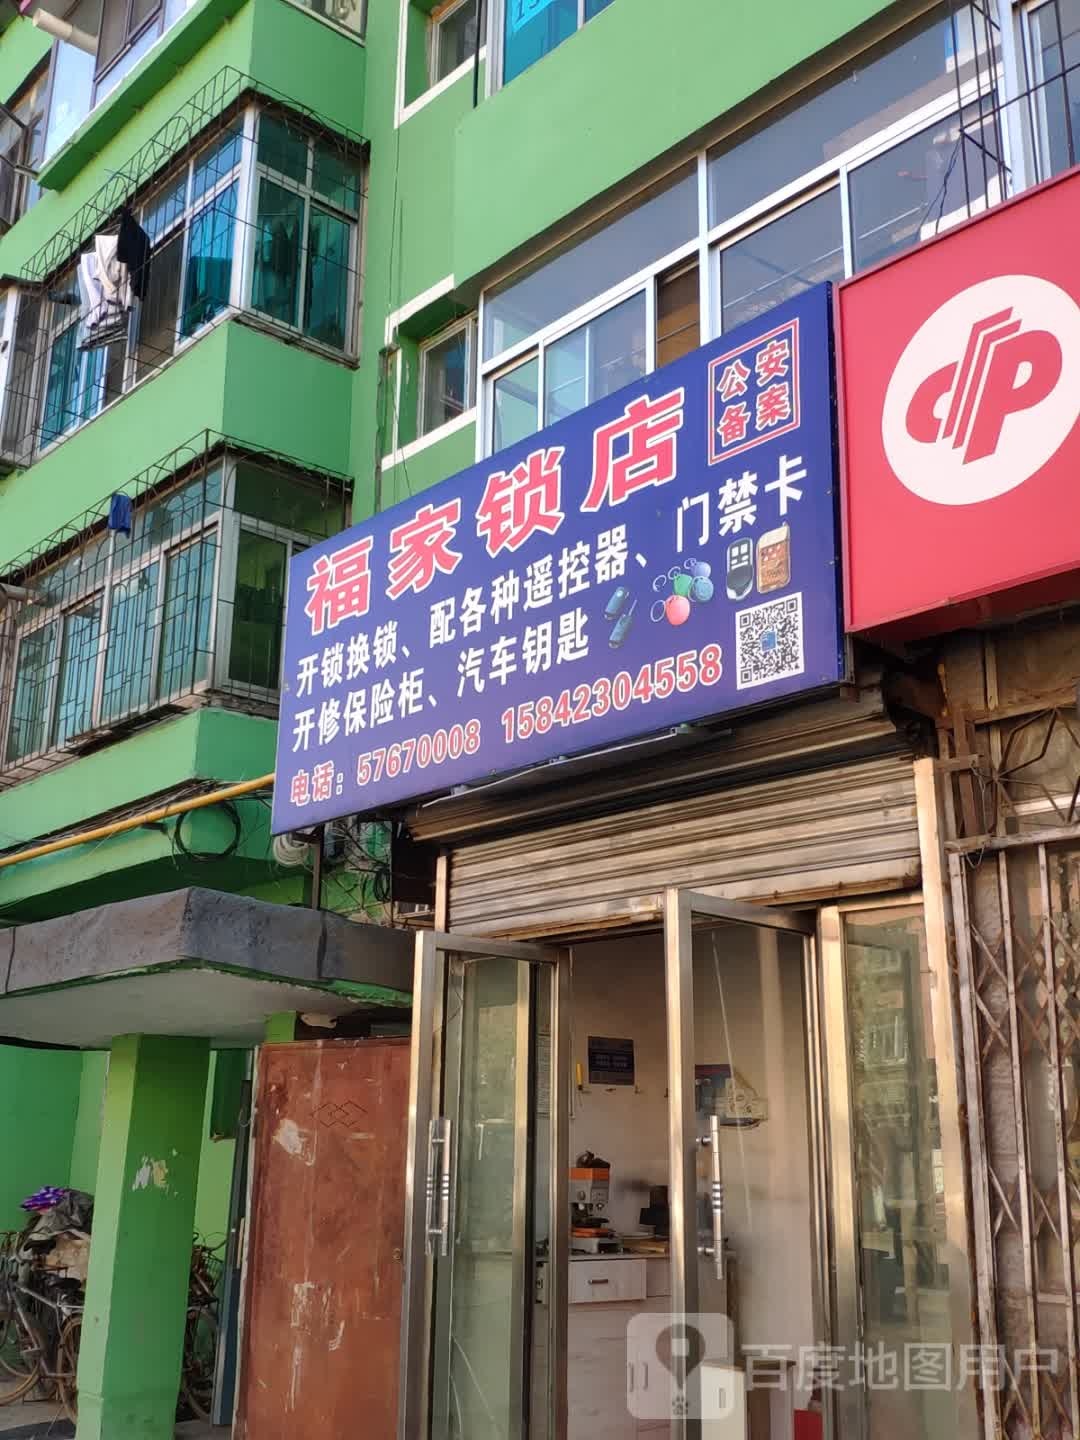 福家锁店
公安
备案
开锁换锁、配各种遥控器、门禁卡
开修保险柜、汽车钥匙
电话：57670008 15842304558
CP
百度地图用户